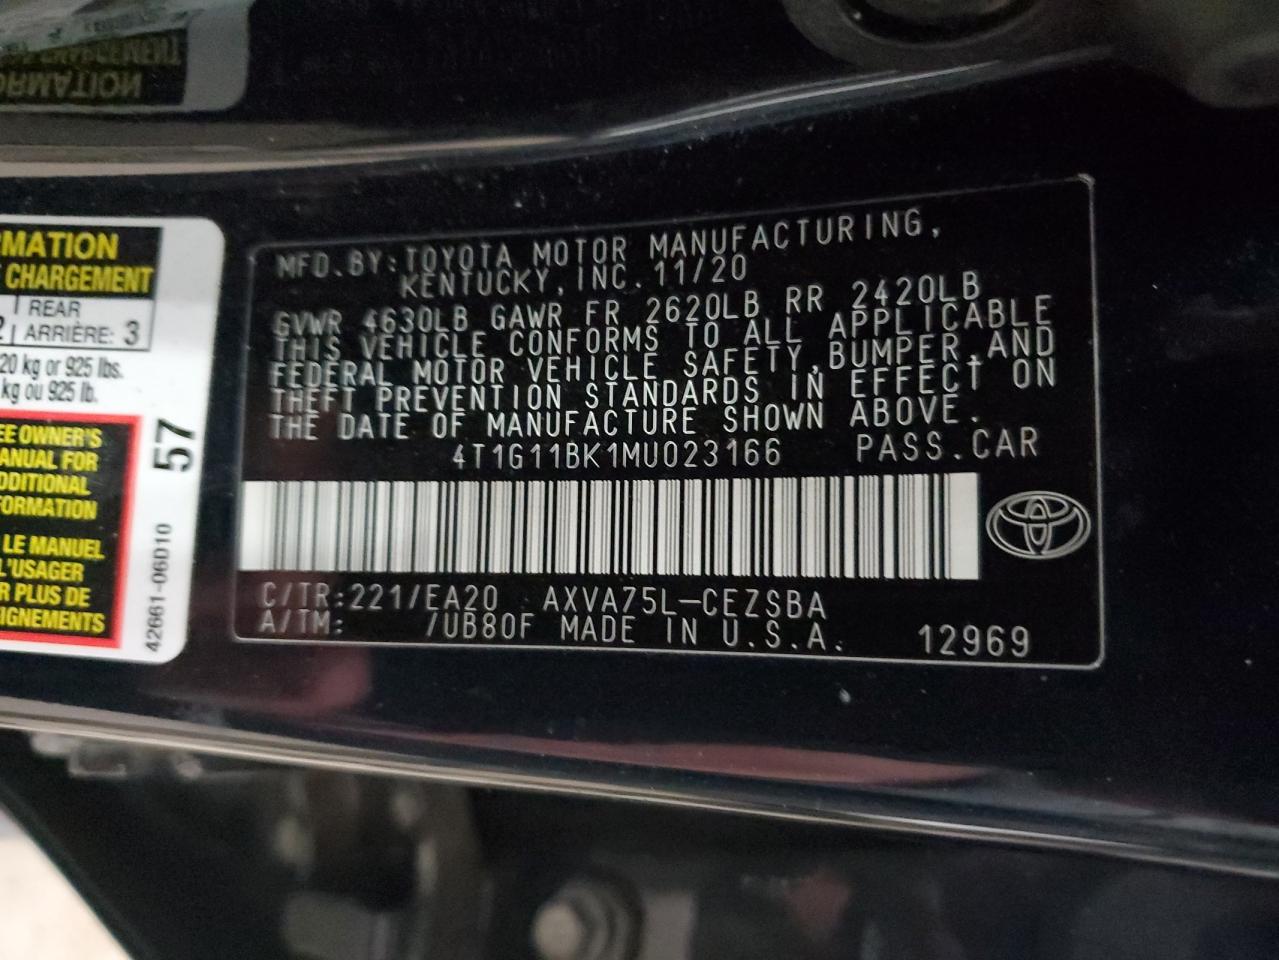 RMATION
CHARGEMENT
REAR
ARRIÈRE: 3
20 kg or 925 lbs.
kg ou 925 lb.
EE OWNER'S
ANUAL FOR
DDITIONAL
FORMATION
LE MANUEL
L'USAGER
R PLUS DE
IGNEMENTS
57
42661-06D10
MFD.BY:TOYOTA MOTOR MANUFACTURING,
KENTUCKY,INC.11/20
GVWR 4630LB GAWR FR 2620LB RR 2420LB
THIS VEHICLE CONFORMS TO ALL APPLICABLE
FEDERAL MOTOR VEHICLE SAFETY,BUMPER,AND
THEFT PREVENTION STANDARDS IN EFFECT ON
THE DATE OF MANUFACTURE SHOWN ABOVE.
4T1G11BK1MU023166 PASS.CAR
C/TR:221/EA20 AXVA75L-CEZSBA
A/TM: /UB80F MADE IN U.S.A. 12969